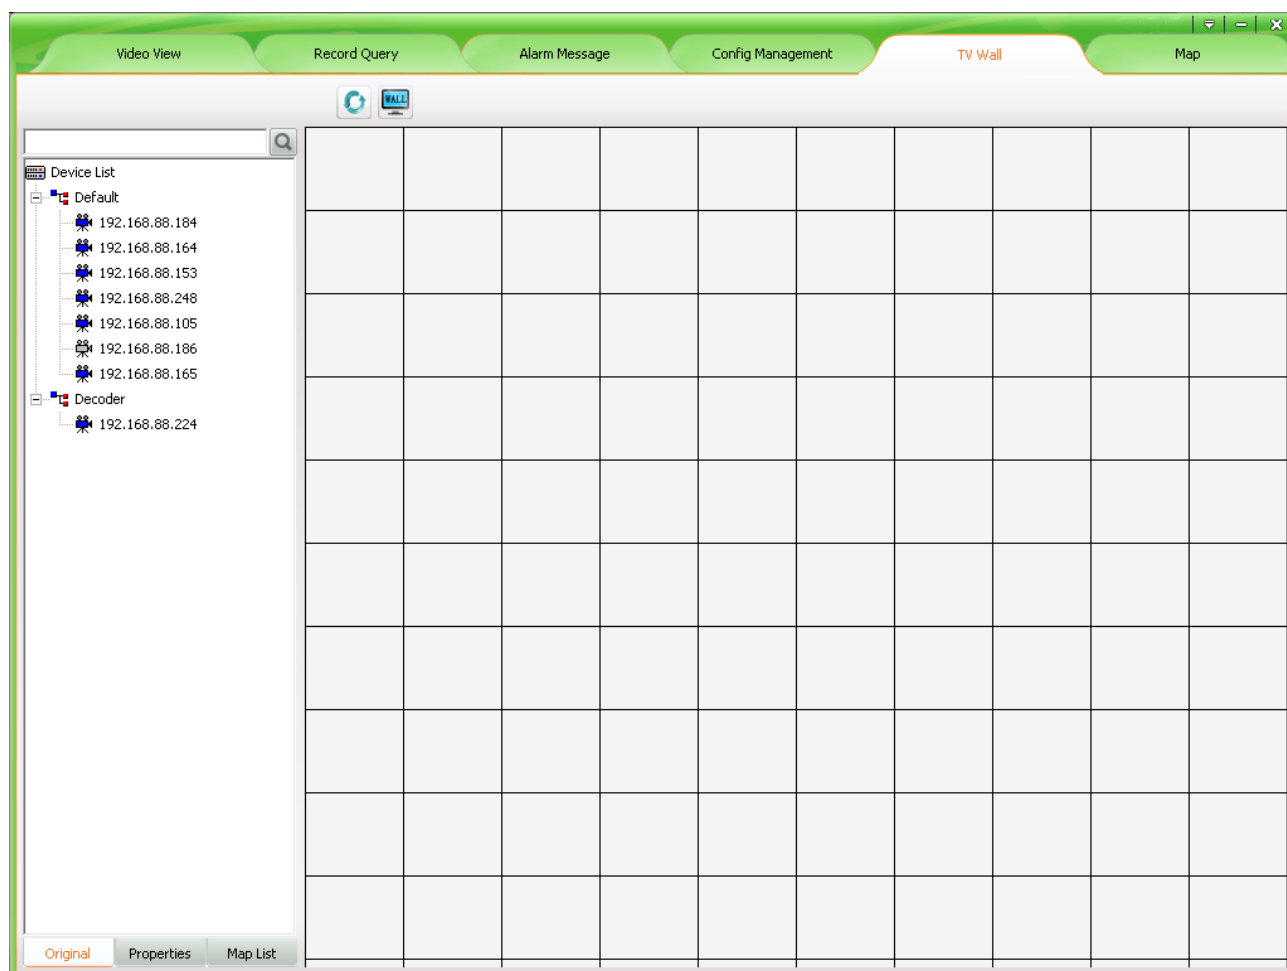 Video View Record Query Alarm Message Config Management TV Wall Map
WALL
Device List
Default
192.168.88.184
192.168.88.164
192.168.88.153
192.168.88.248
192.168.88.105
192.168.88.186
192.168.88.165
Decoder
192.168.88.224
Original Properties Map List